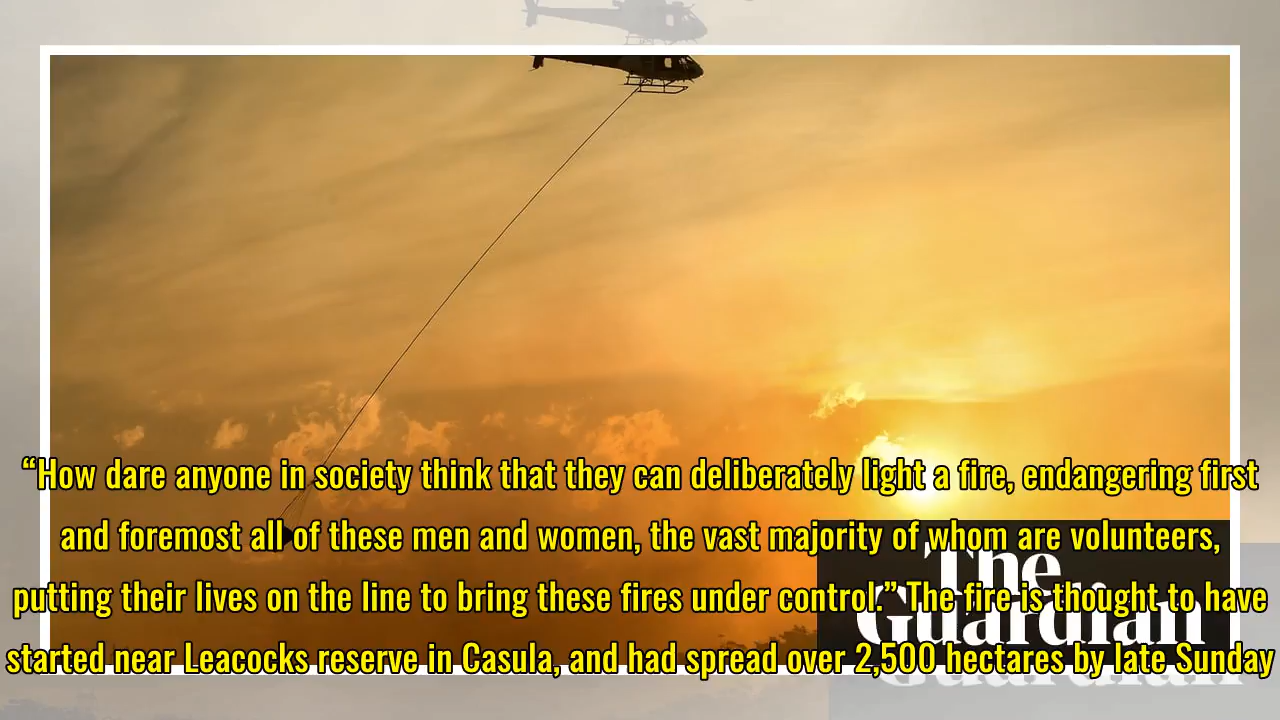 “How dare anyone in society think that they can deliberately light a fire, endangering first
and foremost all of these men and women, the vast majority of whom are volunteers,
putting their lives on the line to bring these fires under control.” The fire is thought to have
started near Leacocks reserve in Casula, and had spread over 2,500 hectares by late Sunday
The
Guardian
Guardian